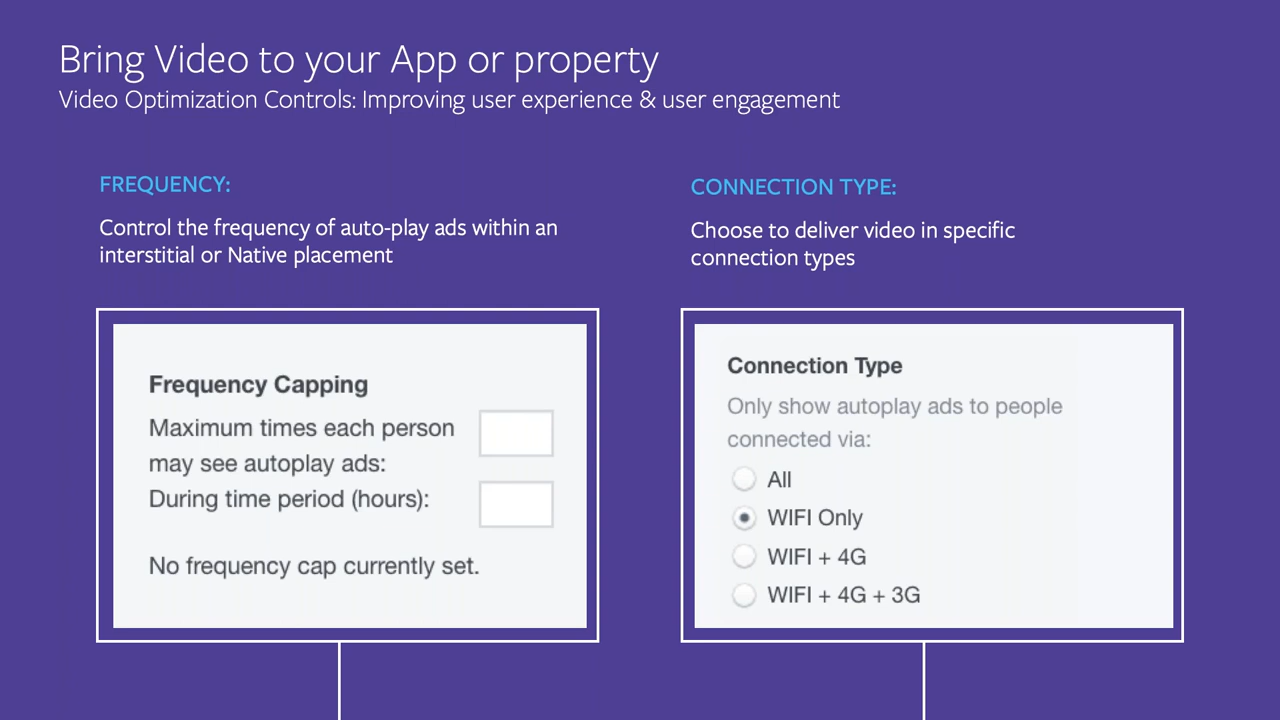 Bring Video to your App or property
Video Optimization Controls: Improving user experience & user engagement
FREQUENCY:
Control the frequency of auto-play ads within an
interstitial or Native placement
Frequency Capping
Maximum times each person
may see autoplay ads:
During time period (hours):
No frequency cap currently set.
CONNECTION TYPE:
Choose to deliver video in specific
connection types
Connection Type
Only show autoplay ads to people
connected via:
All
WIFI Only
WIFI + 4G
WIFI + 4G + 3G